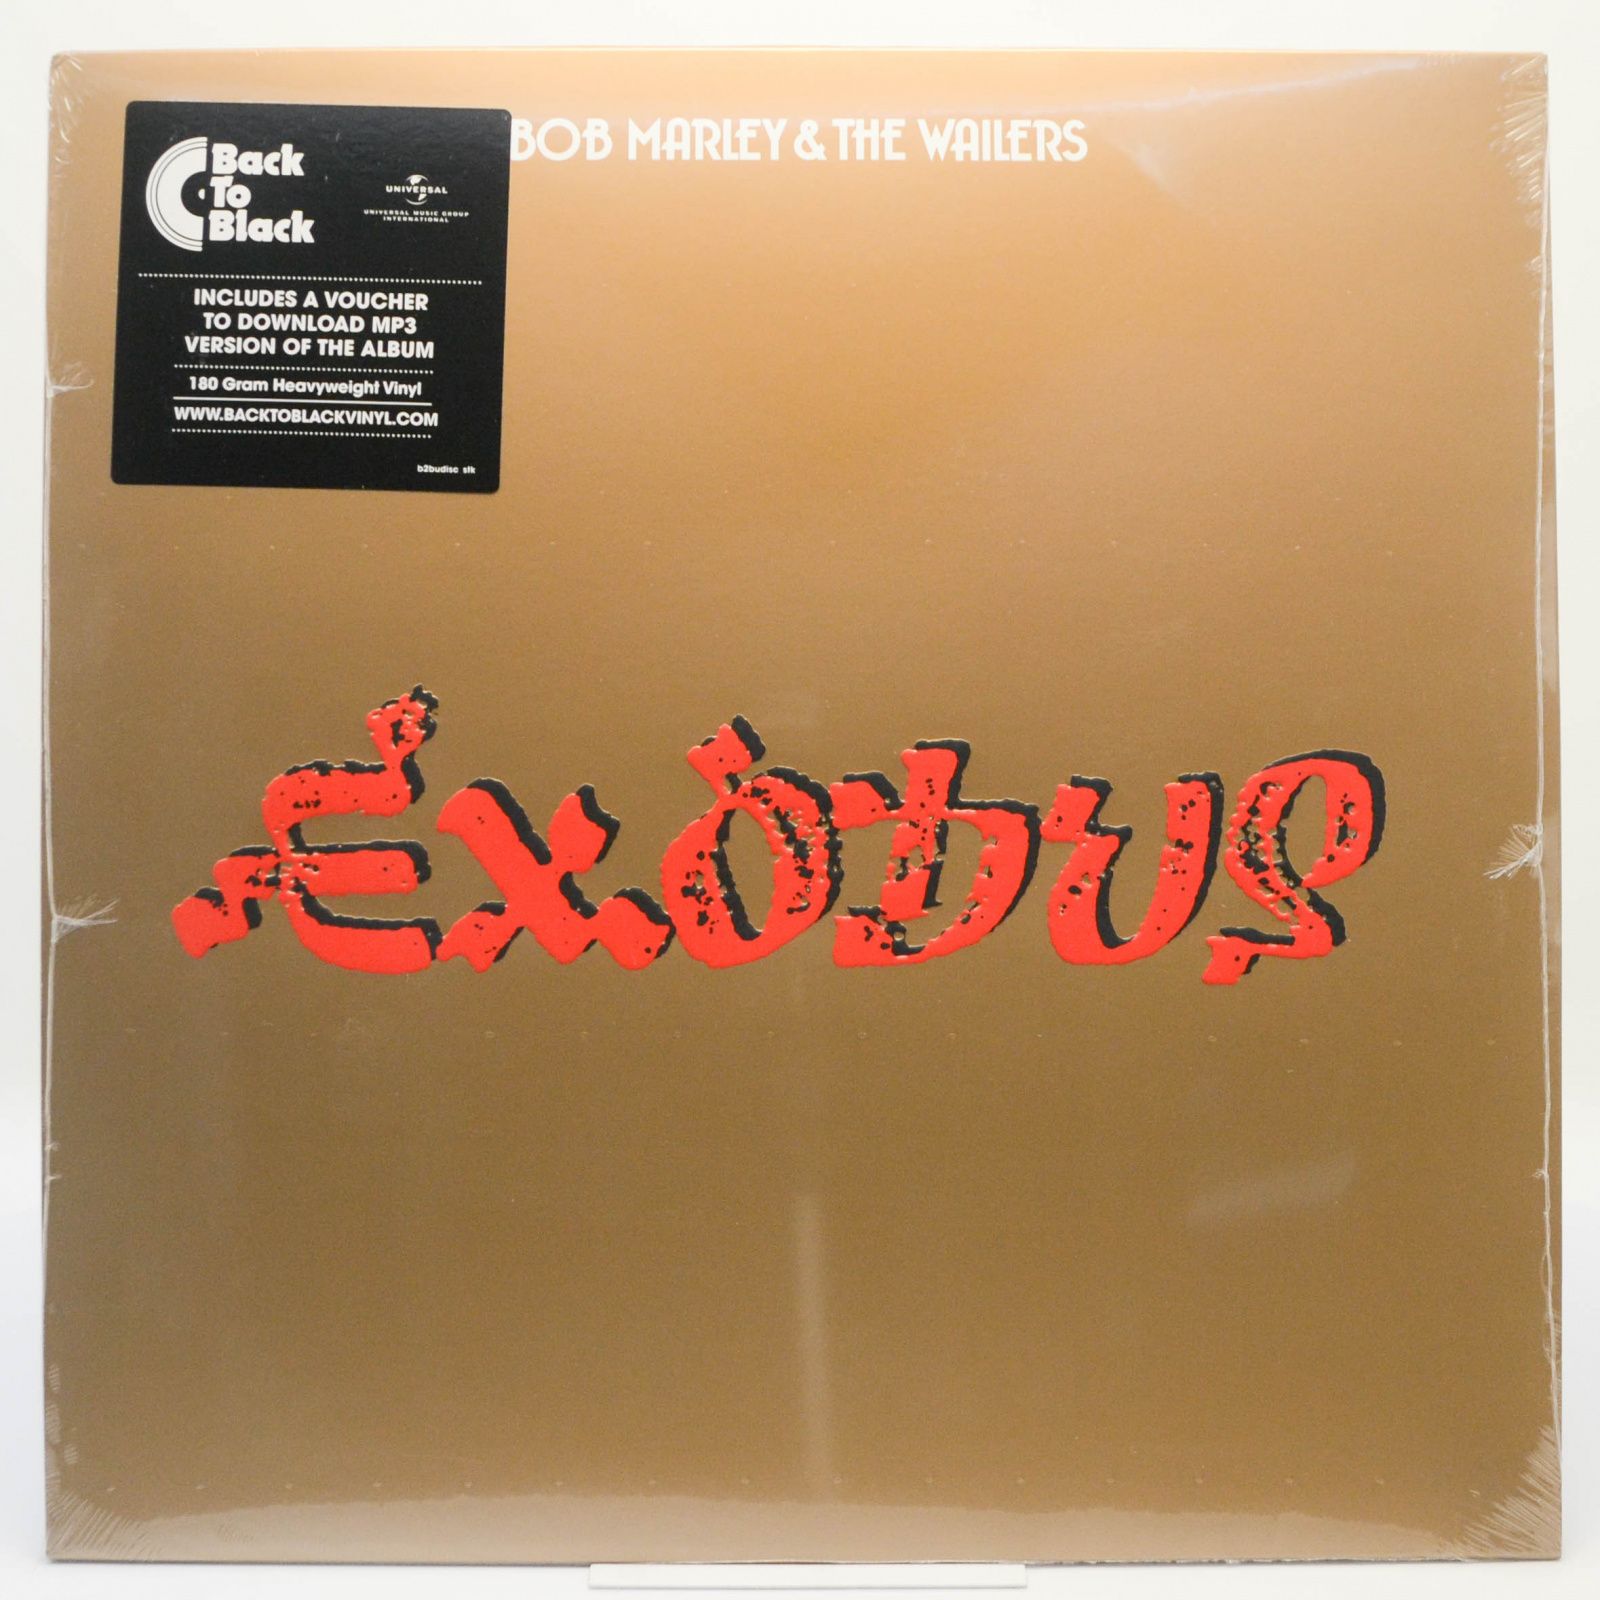 BOB MARLEY & THE WAILERS
Back
To
Black
UNIVERSAL
UNIVERSAL MUSIC GROUP
INTERNATIONAL
INCLUDES A VOUCHER
TO DOWNLOAD MP3
VERSION OF THE ALBUM
180 Gram Heavyweight Vinyl
WWW.BACKTOBLACKVINYL.COM
b2budisc stk
EXODUS